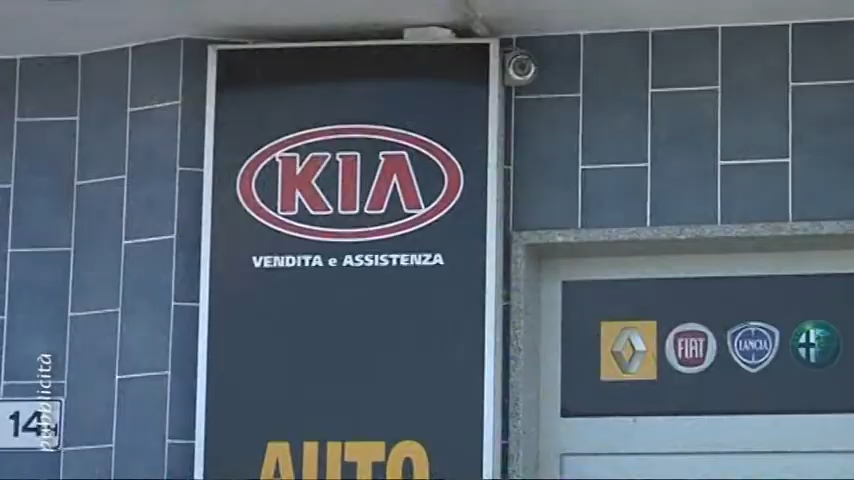 KIA
VENDITA e ASSISTENZA
AUTO
FIAT
LANCIA
14
pubblicità